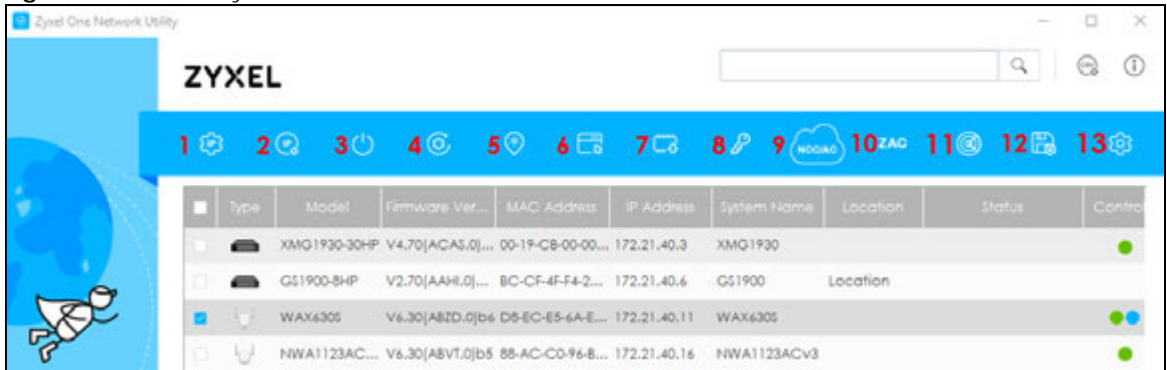 Zyxel One Network Utility
ZYXEL
1 2 3 4 5 6 7 8 9 NCC/AC 10 ZAC 11 12 13
Type Model Firmware Ver... MAC Address IP Address System Name Location Status Control
XMG1930-30HP V4.70(ACAS.0)... 00-19-CB-00-00... 172.21.40.3 XMG1930
GS1900-8HP V2.70(AAHI.0)... BC-CF-4F-F4-2... 172.21.40.6 GS1900 Location
WAX630S V6.30(ABZD.0)b6 D8-EC-E5-6A-E... 172.21.40.11 WAX630S
NWA1123AC... V6.30(ABVT.0)b5 88-AC-C0-96-B... 172.21.40.16 NWA1123ACv3